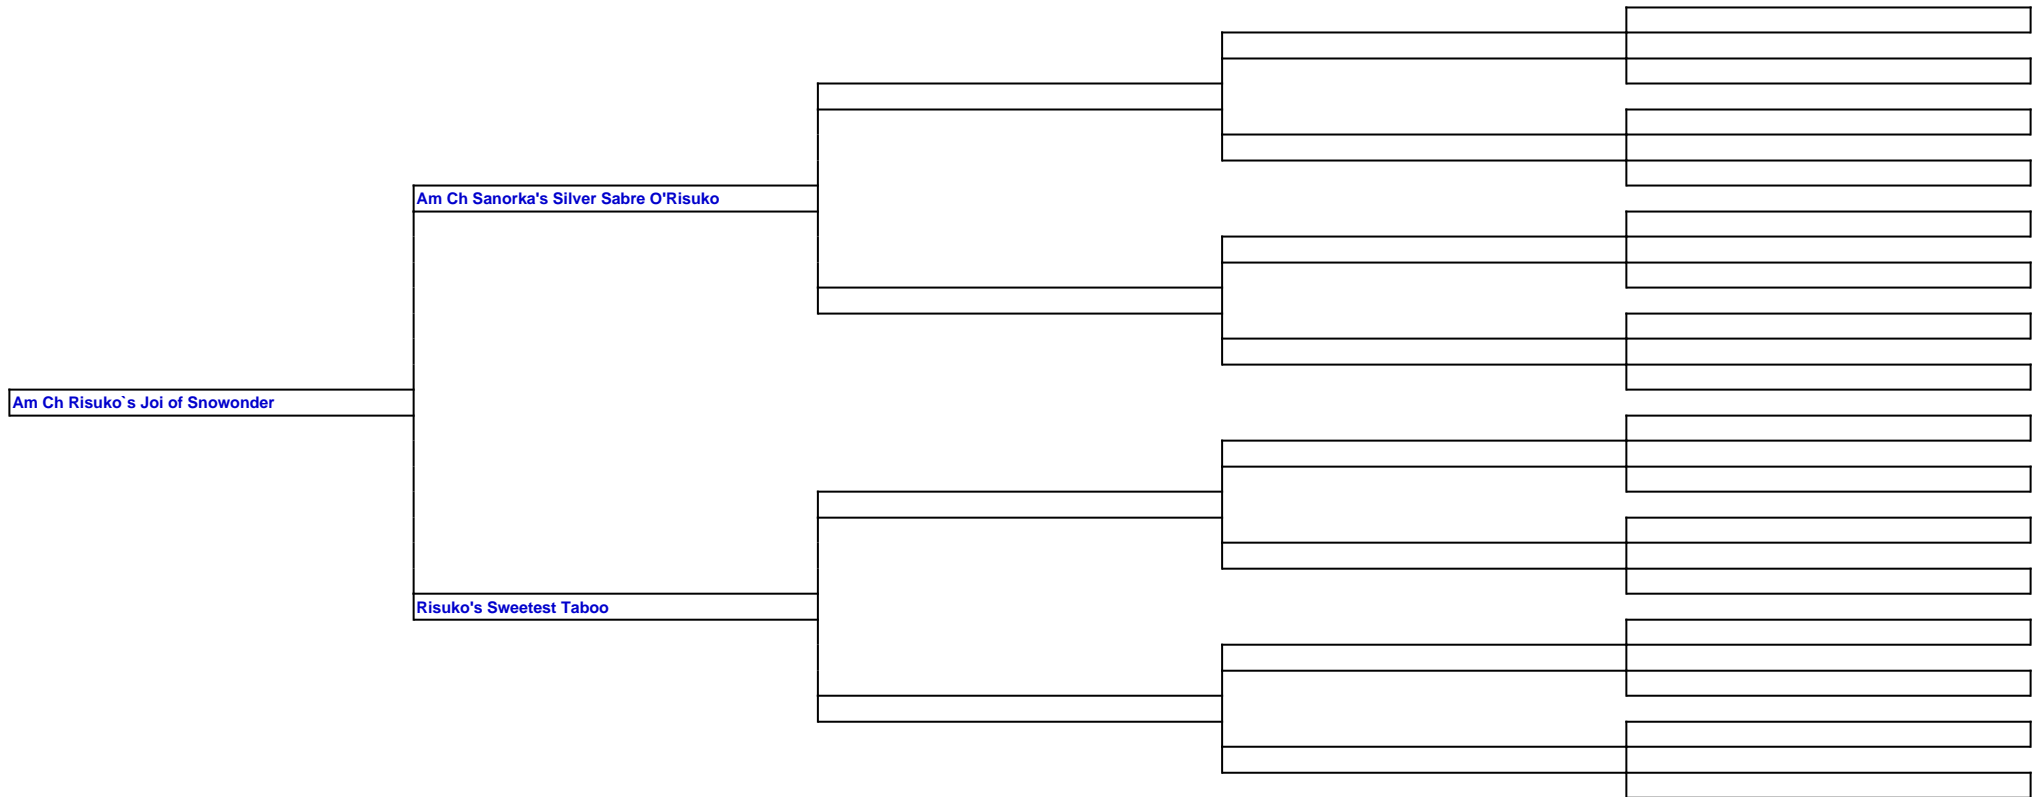 Am Ch Sanorka's Silver Sabre O'Risuko
Am Ch Risuko`s Joi of Snowonder
Risuko's Sweetest Taboo